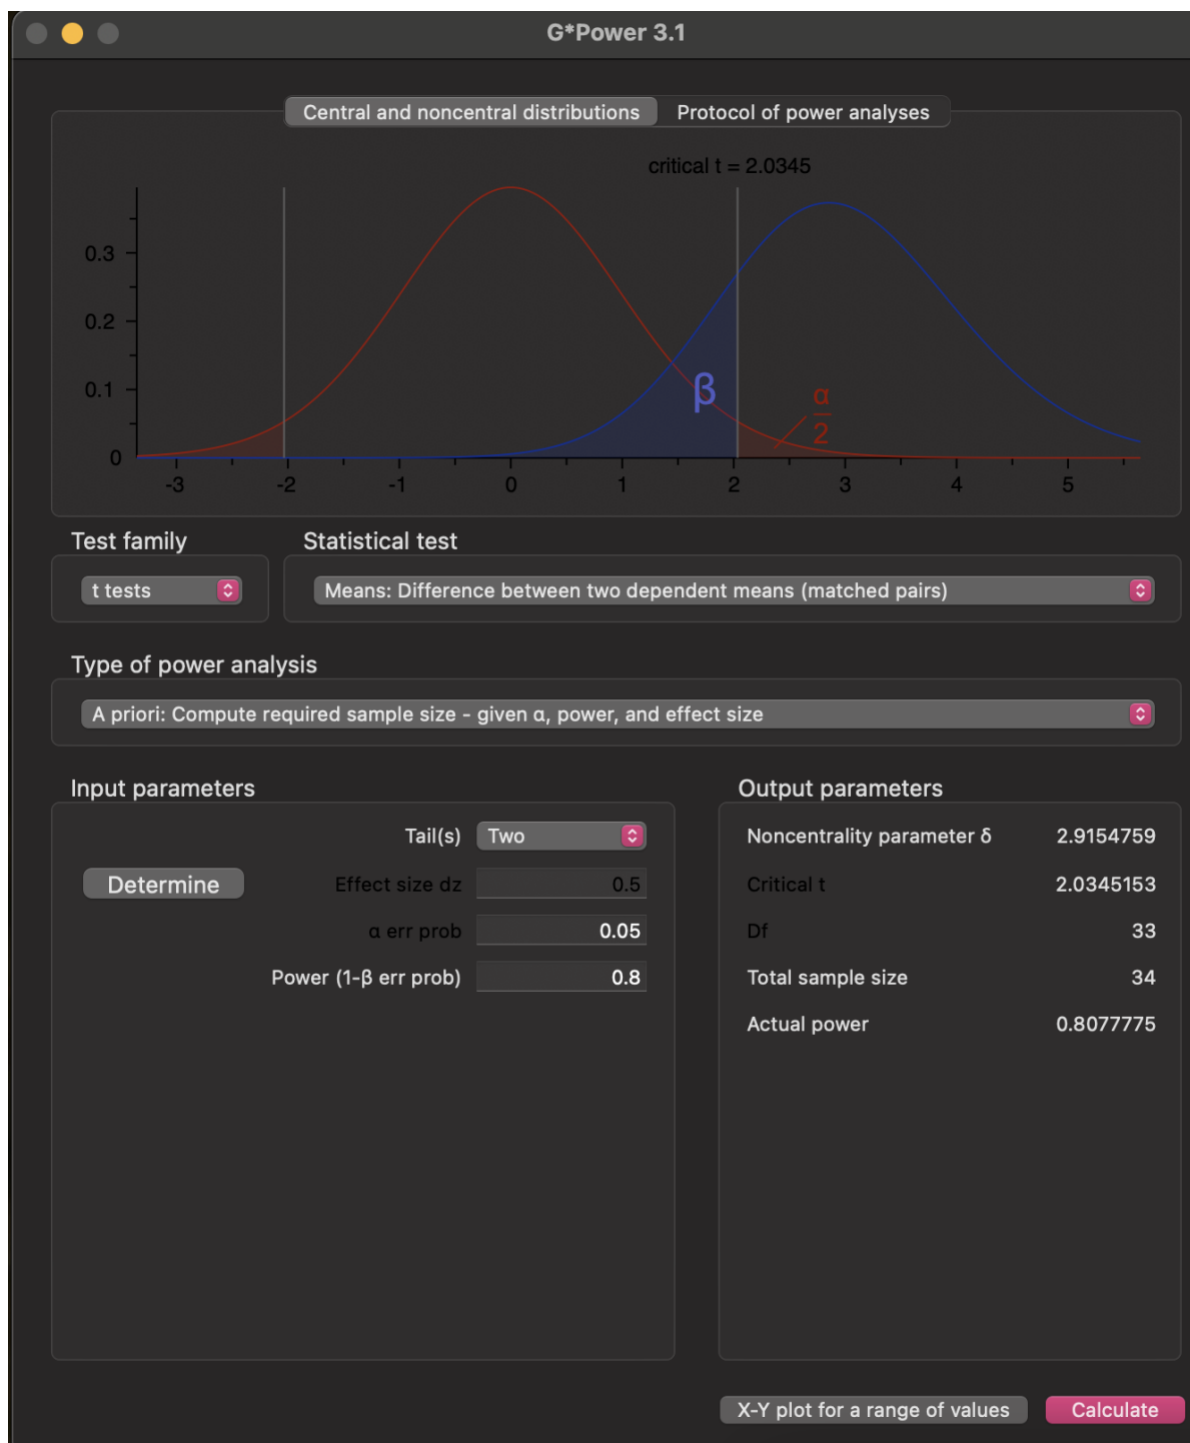 G*Power 3.1
Central and noncentral distributions Protocol of power analyses
critical t = 2.0345
0.3
0.2
β
α
0.1
2
0
-3 -2 -1 0 1 2 3 4 5
Test family Statistical test
t tests Means: Difference between two dependent means (matched pairs)
Type of power analysis
A priori: Compute required sample size - given α, power, and effect size
Input parameters
Tail(s) Two
Determine Effect size dz 0.5
α err prob 0.05
Power (1-β err prob) 0.8
Output parameters
Noncentrality parameter δ 2.9154759
Critical t 2.0345153
Df 33
Total sample size 34
Actual power 0.8077775
X-Y plot for a range of values Calculate